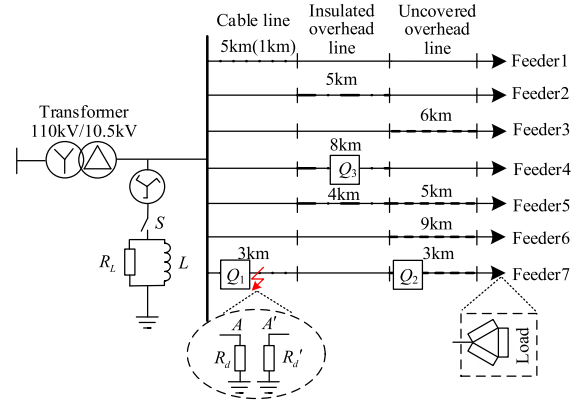 Cable line
Insulated
overhead
line
Uncovered
overhead
line
5km(1km)
Feeder1
5km
Feeder2
6km
Feeder3
Transformer
110kV/10.5kV
8km
Q3
Feeder4
4km
5km
Feeder5
S
9km
Feeder6
RL
L
3km
Q1
3km
Q2
Feeder7
A
A′
Rd
Rd′
Load